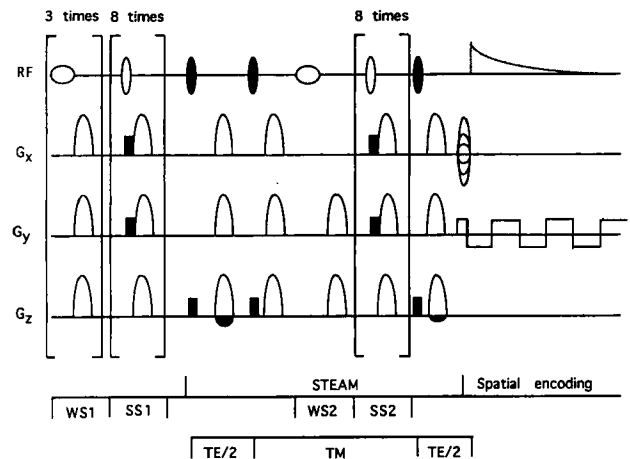 3 times 8 times 8 times
RF
Gx
Gy
Gz
STEAM Spatial encoding
WS1 SS1 WS2 SS2
TE/2 TM TE/2